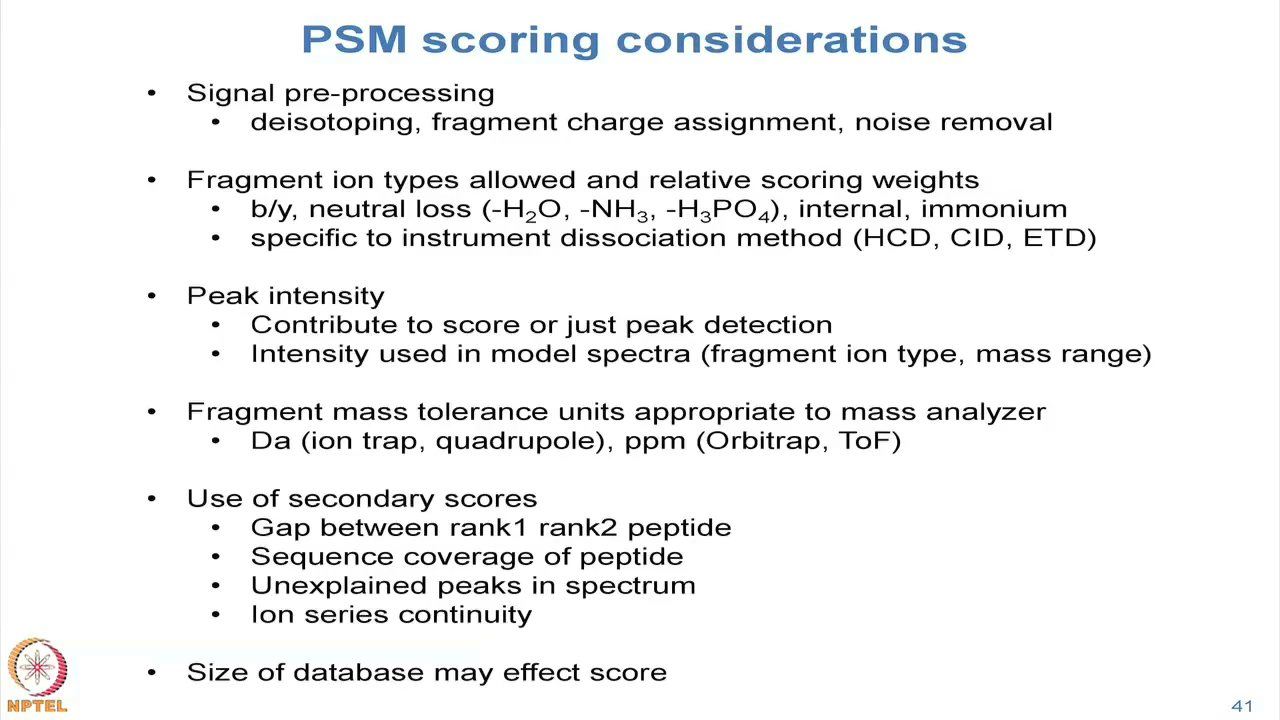 PSM scoring considerations
• Signal pre-processing
• deisotoping, fragment charge assignment, noise removal
• Fragment ion types allowed and relative scoring weights
• b/y, neutral loss (-H₂O, -NH₃, -H₃PO₄), internal, immonium
• specific to instrument dissociation method (HCD, CID, ETD)
• Peak intensity
• Contribute to score or just peak detection
• Intensity used in model spectra (fragment ion type, mass range)
• Fragment mass tolerance units appropriate to mass analyzer
• Da (ion trap, quadrupole), ppm (Orbitrap, ToF)
• Use of secondary scores
• Gap between rank1 rank2 peptide
• Sequence coverage of peptide
• Unexplained peaks in spectrum
• Ion series continuity
• Size of database may effect score
NPTEL
41